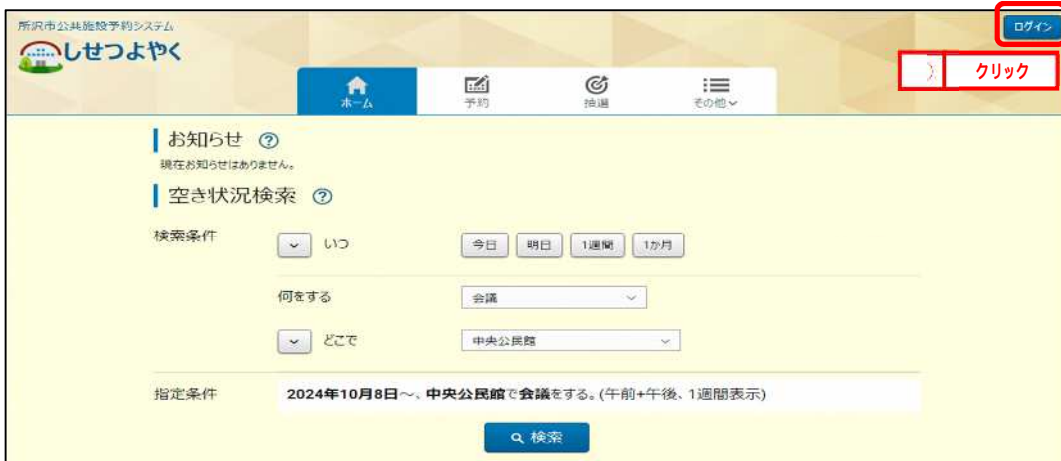 所沢市公共施設予約システム
しせつよやく
ログイン
クリック
ホーム
予約
抽選
その他
お知らせ ?
現在お知らせはありません。
空き状況検索 ?
検索条件
いつ
今日 明日 1週間 1か月
何をする 会議
どこで 中央公民館
指定条件 2024年10月8日～、中央公民館で会議をする。(午前+午後、1週間表示)
検索